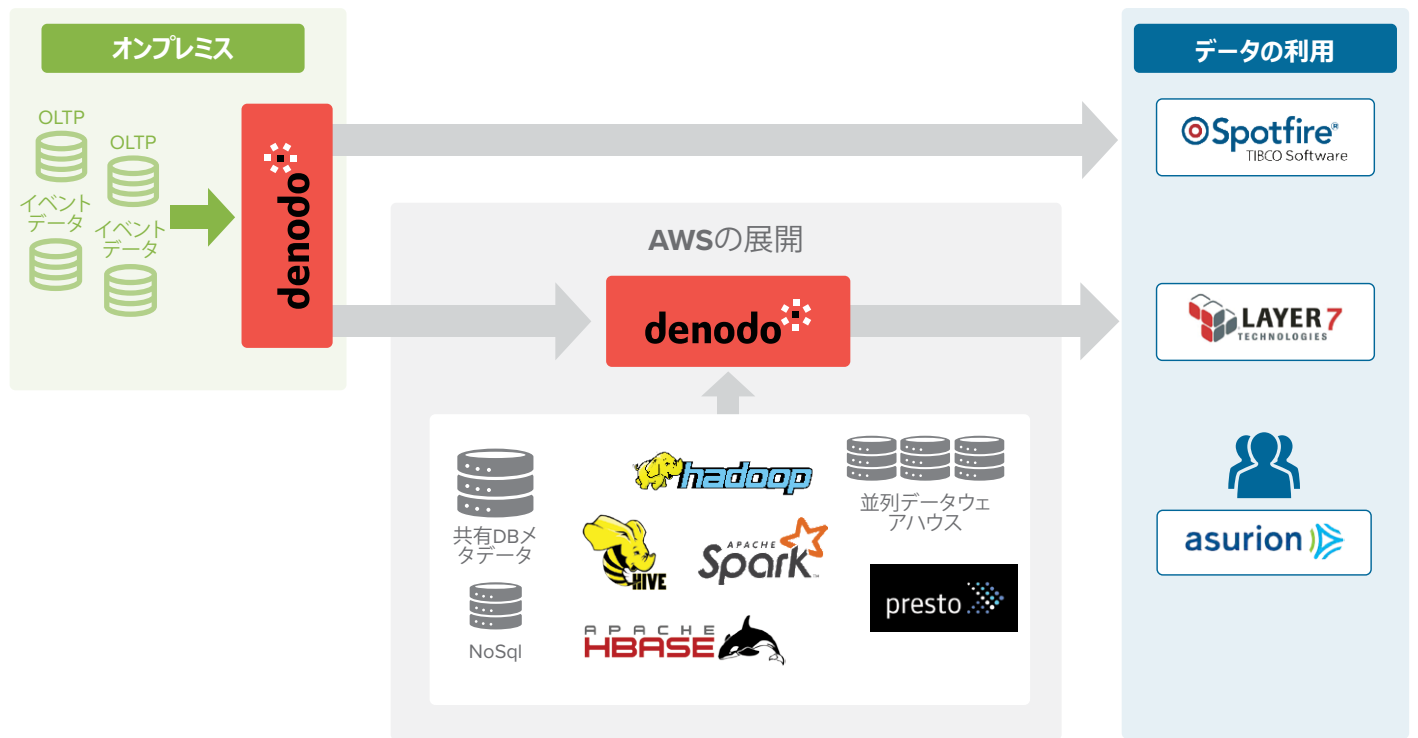 オンプレミス
OLTP
OLTP
イベント
データ
イベント
データ
denodo
AWSの展開
denodo
共有DBメ
タデータ
NoSql
hadoop
HIVE
APACHE
Spark™
APACHE
HBASE
並列データウェ
アハウス
presto
データの利用
Spotfire®
TIBCO Software
LAYER 7
TECHNOLOGIES
asurion